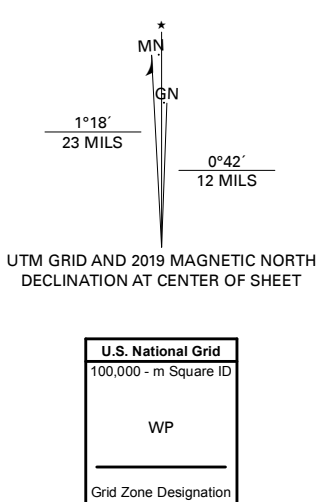 ★
MN
GN
1°18´
23 MILS
0°42´
12 MILS
UTM GRID AND 2019 MAGNETIC NORTH
DECLINATION AT CENTER OF SHEET
U.S. National Grid
100,000 - m Square ID
WP
Grid Zone Designation